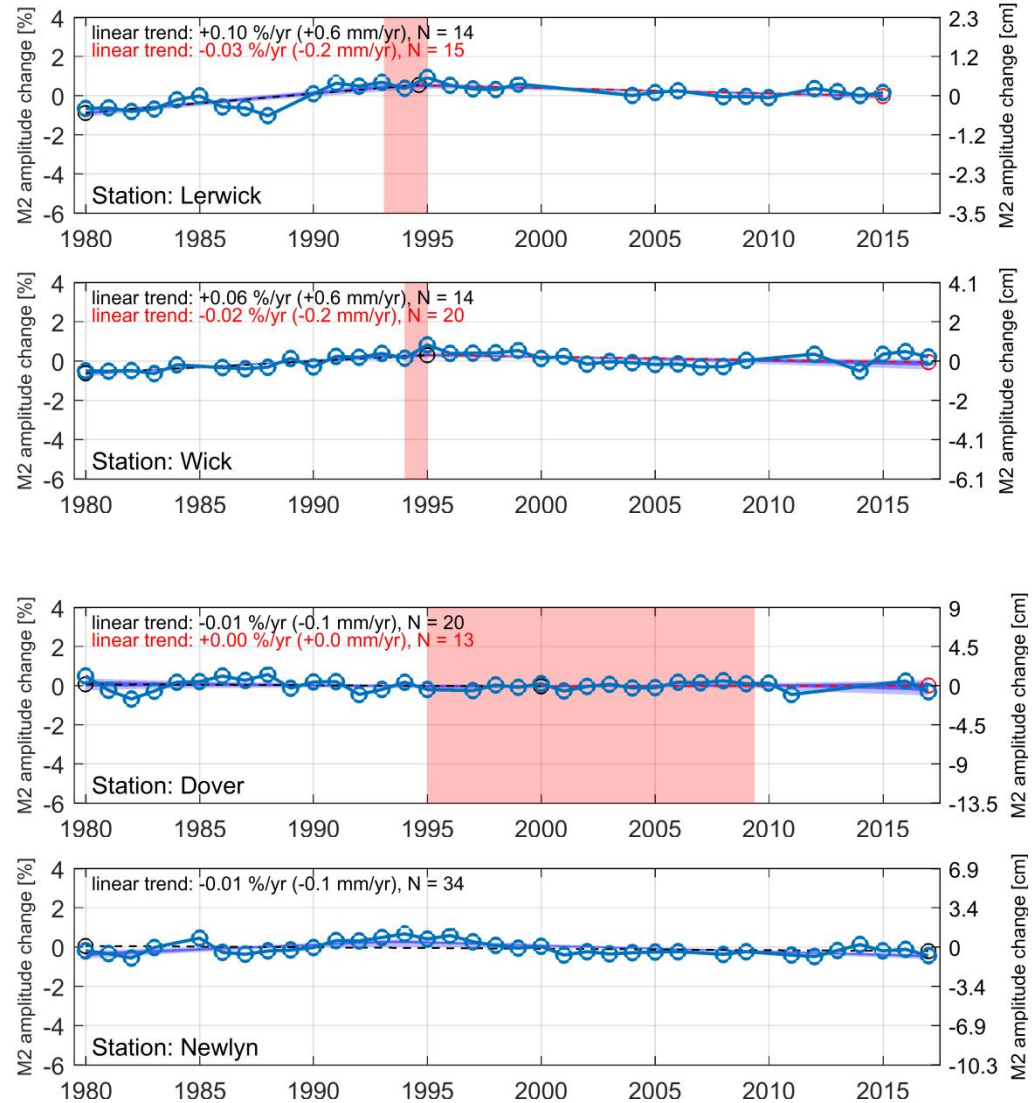 M2 amplitude change [%]
4
2
0
-2
-4
-6
linear trend: +0.10 %/yr (+0.6 mm/yr), N = 14
linear trend: -0.03 %/yr (-0.2 mm/yr), N = 15
Station: Lerwick
2.3
1.2
0
-1.2
-2.3
-3.5
M2 amplitude change [cm]
1980 1985 1990 1995 2000 2005 2010 2015
M2 amplitude change [%]
4
2
0
-2
-4
-6
linear trend: +0.06 %/yr (+0.6 mm/yr), N = 14
linear trend: -0.02 %/yr (-0.2 mm/yr), N = 20
Station: Wick
4.1
2
0
-2
-4.1
-6.1
M2 amplitude change [cm]
1980 1985 1990 1995 2000 2005 2010 2015
M2 amplitude change [%]
4
2
0
-2
-4
-6
linear trend: -0.01 %/yr (-0.1 mm/yr), N = 20
linear trend: +0.00 %/yr (+0.0 mm/yr), N = 13
Station: Dover
9
4.5
0
-4.5
-9
-13.5
M2 amplitude change [cm]
1980 1985 1990 1995 2000 2005 2010 2015
M2 amplitude change [%]
4
2
0
-2
-4
-6
linear trend: -0.01 %/yr (-0.1 mm/yr), N = 34
Station: Newlyn
6.9
3.4
0
-3.4
-6.9
-10.3
M2 amplitude change [cm]
1980 1985 1990 1995 2000 2005 2010 2015